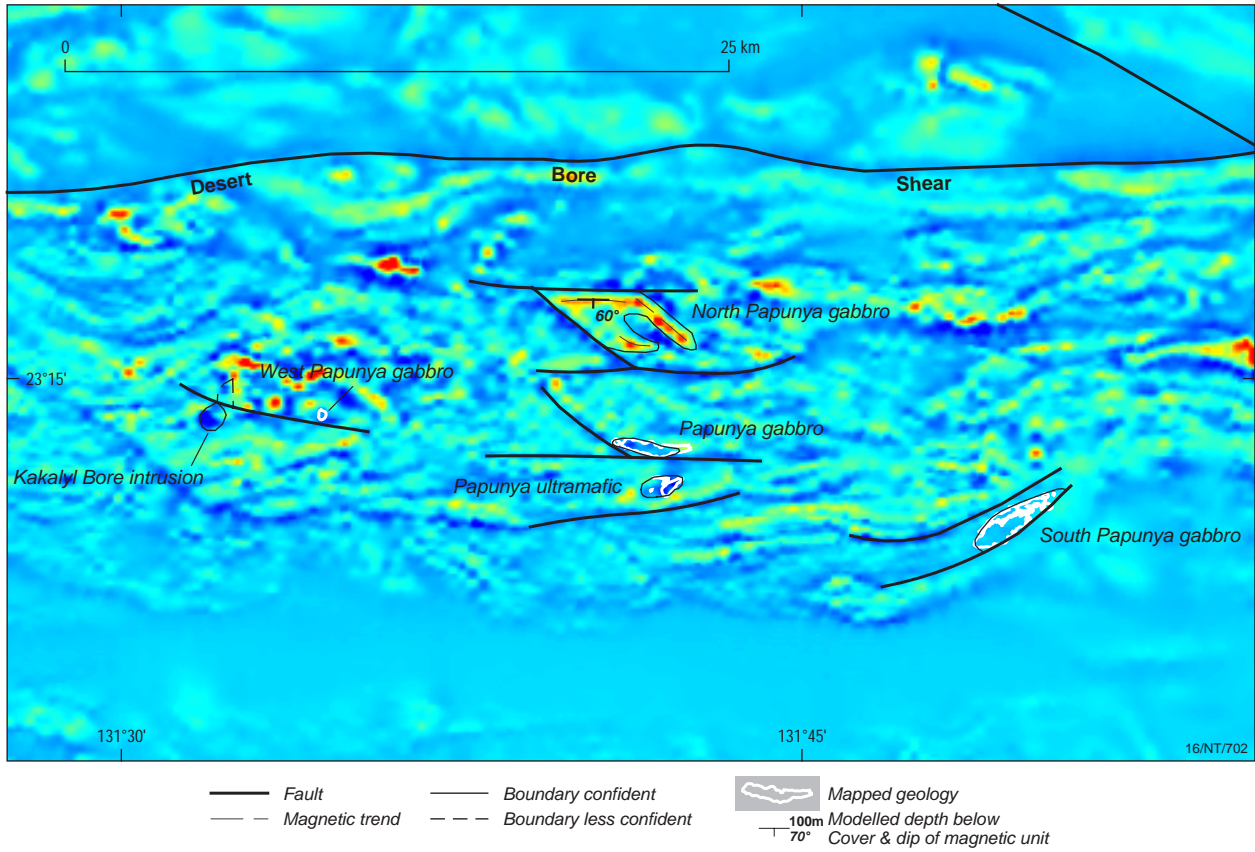 0
25 km
Desert
Bore
Shear
60°
North Papunya gabbro
23°15'
West Papunya gabbro
Kakalyl Bore intrusion
Papunya gabbro
Papunya ultramafic
South Papunya gabbro
131°30'
131°45'
16/NT/702
Fault
Boundary confident
Mapped geology
Magnetic trend
Boundary less confident
100m
70°
Modelled depth below
Cover & dip of magnetic unit